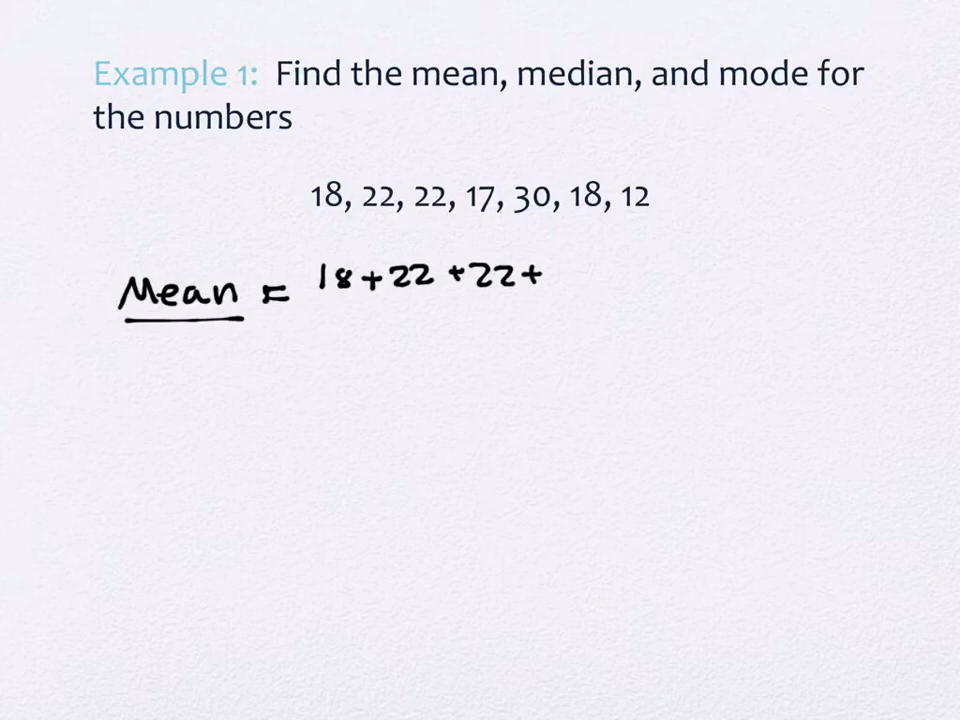 Example 1: Find the mean, median, and mode for
the numbers
18, 22, 22, 17, 30, 18, 12
Mean = 18+22+22+